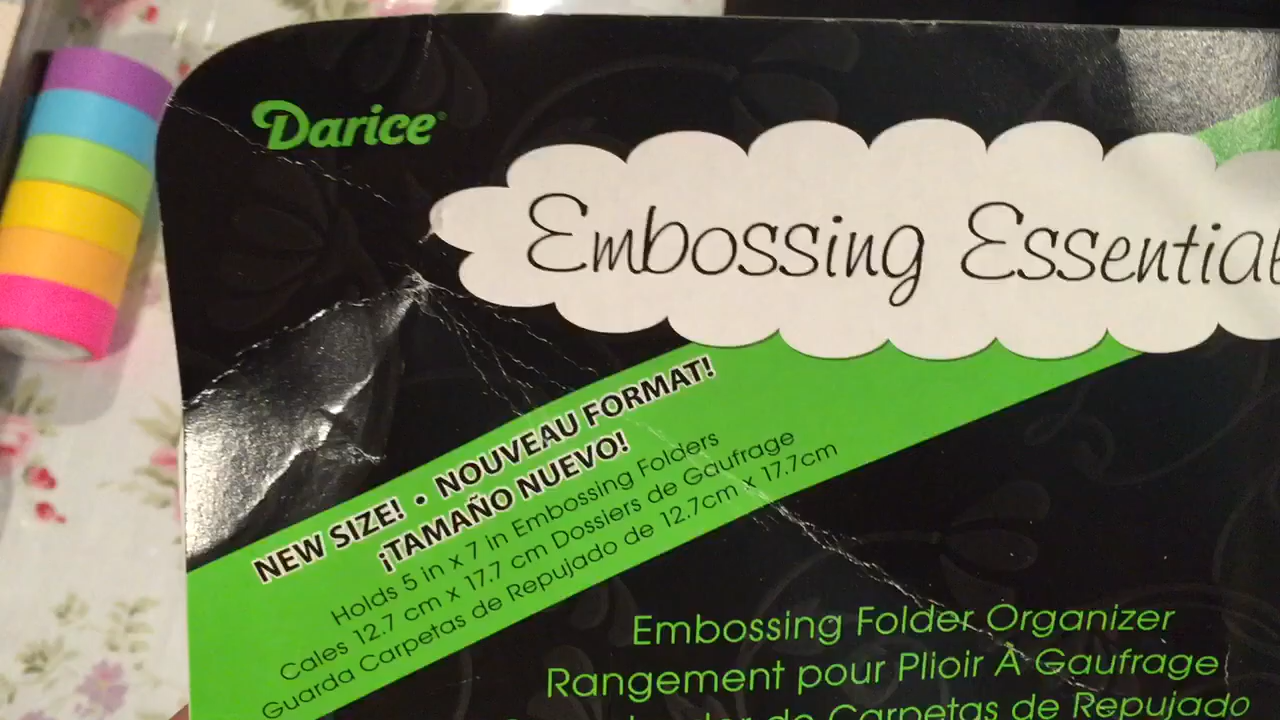 Darice
Embossing Essential
NEW SIZE! • NOUVEAU FORMAT!
¡TAMAÑO NUEVO!
Holds 5 in x 7 in Embossing Folders
Cales 12.7 cm x 17.7 cm Dossiers de Gaufrage
Guarda Carpetas de Repujado de 12.7cm x 17.7cm
Embossing Folder Organizer
Rangement pour Plioir À Gaufrage
de Carpetas de Repujado